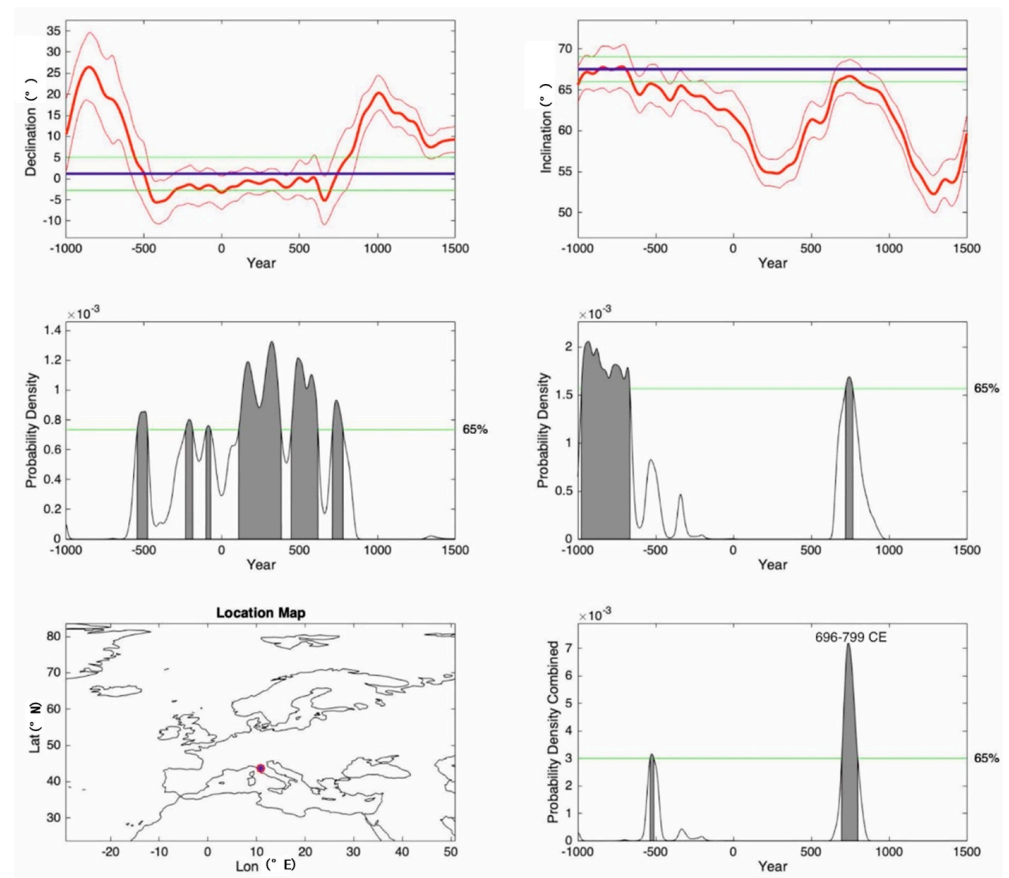 Declination (°)
35
30
25
20
15
10
5
0
-5
-10
-1000 -500 0 500 1000 1500
Year
Inclination (°)
70
65
60
55
50
-1000 -500 0 500 1000 1500
Year
×10-3
Probability Density
1.4
1.2
1
0.8
0.6
0.4
0.2
0
65%
-1000 -500 0 500 1000 1500
Year
×10-3
Probability Density
2
1.5
1
0.5
0
65%
-1000 -500 0 500 1000 1500
Year
Location Map
Lat(° N)
80
70
60
50
40
30
-20 -10 0 10 20 30 40 50
Lon (° E)
×10-3
Probability Density Combined
7
6
5
4
3
2
1
0
696-799 CE
65%
-1000 -500 0 500 1000 1500
Year